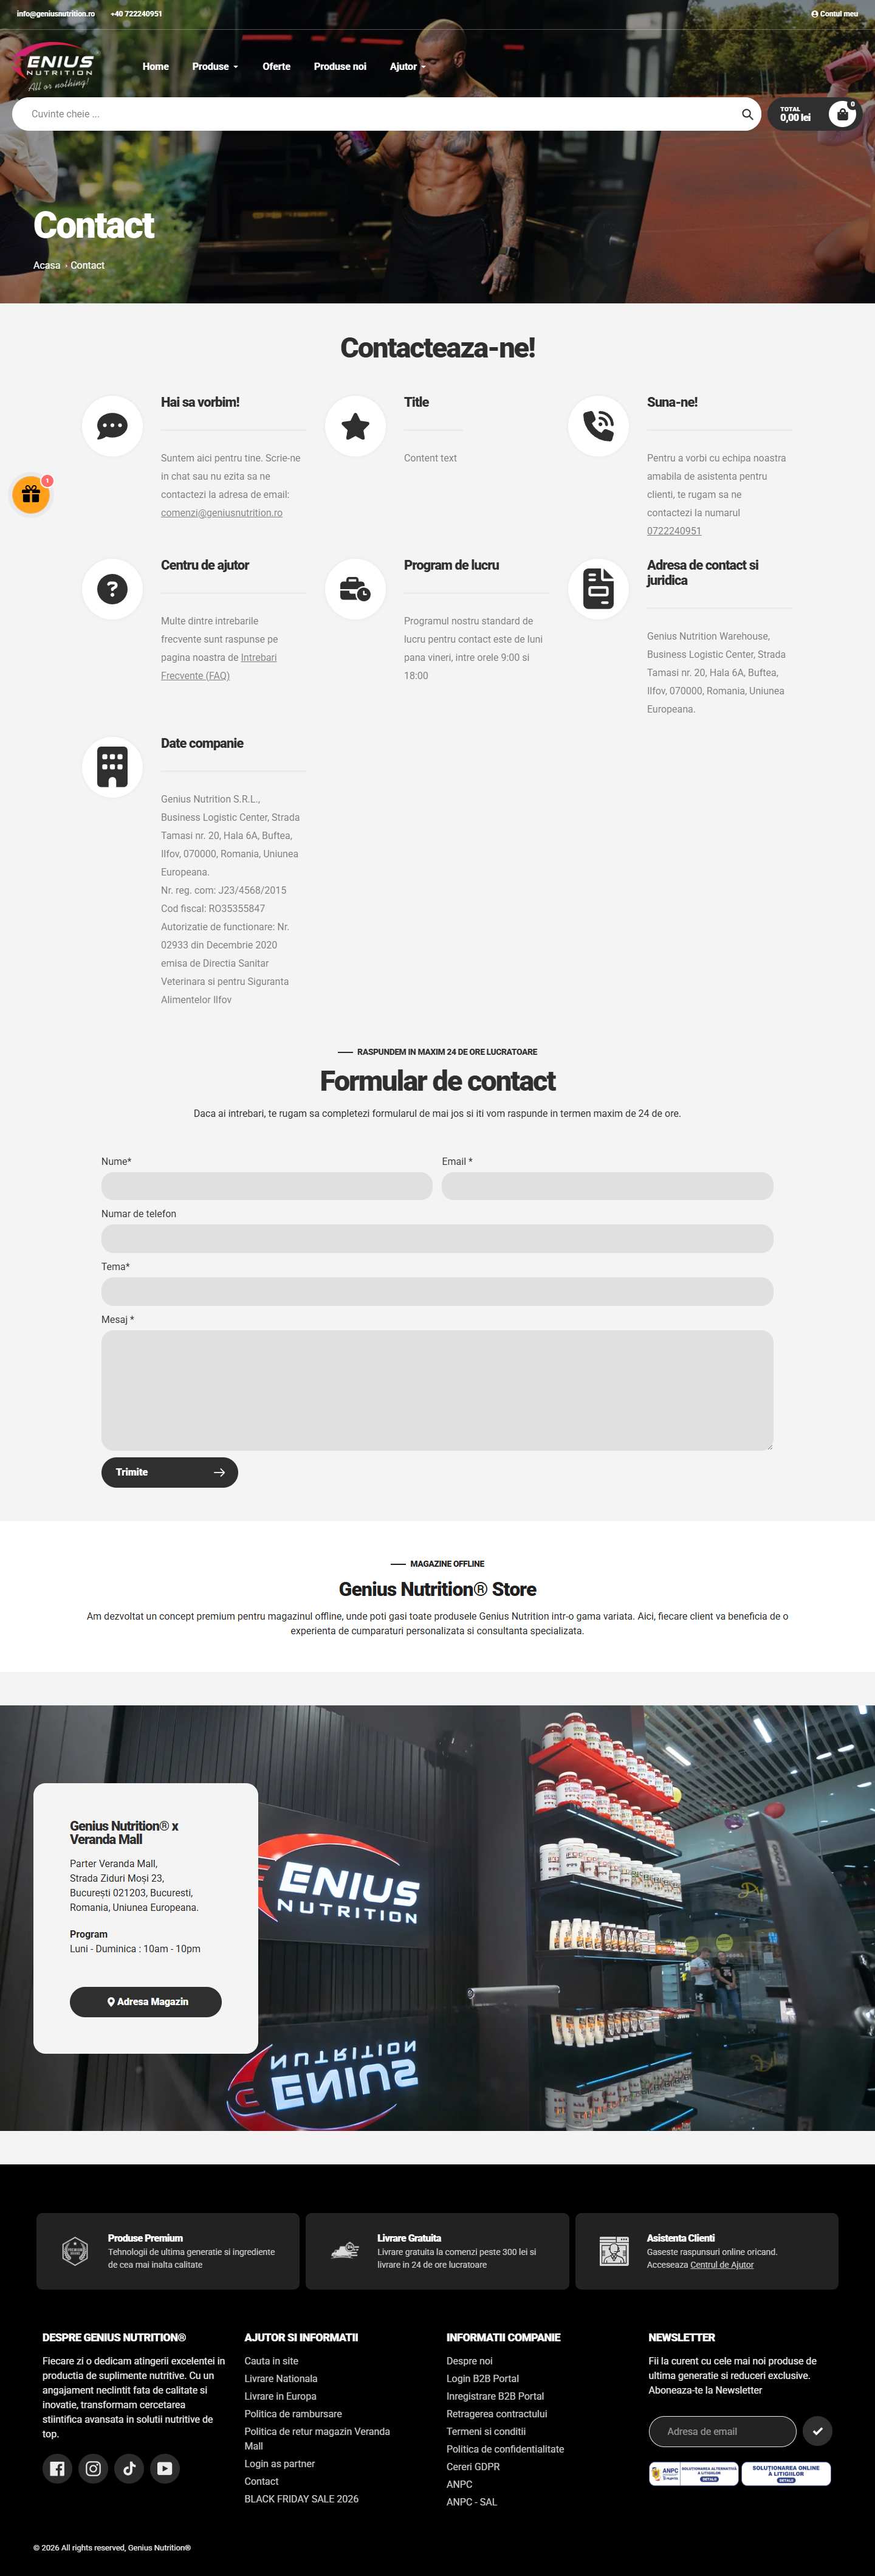 info@geniusnutrition.ro +40 722240951 Contul meu
ENIUS
NUTRITION
All or nothing!
Home Produse Oferte Produse noi Ajutor
Cuvinte cheie ...
TOTAL
0,00 lei
0
Contact
Acasa Contact
Contacteaza-ne!
Hai sa vorbim!
Suntem aici pentru tine. Scrie-ne
in chat sau nu ezita sa ne
contactezi la adresa de email:
comenzi@geniusnutrition.ro
Title
Content text
Suna-ne!
Pentru a vorbi cu echipa noastra
amabila de asistenta pentru
clienti, te rugam sa ne
contactezi la numarul
0722240951
1
Centru de ajutor
Multe dintre intrebarile
frecvente sunt raspunse pe
pagina noastra de Intrebari
Frecvente (FAQ)
Program de lucru
Programul nostru standard de
lucru pentru contact este de luni
pana vineri, intre orele 9:00 si
18:00
Adresa de contact si
juridica
Genius Nutrition Warehouse,
Business Logistic Center, Strada
Tamasi nr. 20, Hala 6A, Buftea,
Ilfov, 070000, Romania, Uniunea
Europeana.
Date companie
Genius Nutrition S.R.L.,
Business Logistic Center, Strada
Tamasi nr. 20, Hala 6A, Buftea,
Ilfov, 070000, Romania, Uniunea
Europeana.
Nr. reg. com: J23/4568/2015
Cod fiscal: RO35355847
Autorizatie de functionare: Nr.
02933 din Decembrie 2020
emisa de Directia Sanitar
Veterinara si pentru Siguranta
Alimentelor Ilfov
RASPUNDEM IN MAXIM 24 DE ORE LUCRATOARE
Formular de contact
Daca ai intrebari, te rugam sa completezi formularul de mai jos si iti vom raspunde in termen maxim de 24 de ore.
Nume* Email *
Numar de telefon
Tema*
Mesaj *
Trimite
MAGAZINE OFFLINE
Genius Nutrition® Store
Am dezvoltat un concept premium pentru magazinul offline, unde poti gasi toate produsele Genius Nutrition intr-o gama variata. Aici, fiecare client va beneficia de o
experienta de cumparaturi personalizata si consultanta specializata.
Genius Nutrition® x
Veranda Mall
Parter Veranda Mall,
Strada Ziduri Moși 23,
București 021203, Bucuresti,
Romania, Uniunea Europeana.
Program
Luni - Duminica : 10am - 10pm
Adresa Magazin
ENIUS
NUTRITION
NUTRITION
ENIUS
Produse Premium
Tehnologii de ultima generatie si ingrediente
de cea mai inalta calitate
Livrare Gratuita
Livrare gratuita la comenzi peste 300 lei si
livrare in 24 de ore lucratoare
Asistenta Clienti
Gaseste raspunsuri online oricand.
Acceseaza Centrul de Ajutor
DESPRE GENIUS NUTRITION®
Fiecare zi o dedicam atingerii excelentei in
productia de suplimente nutritive. Cu un
angajament neclintit fata de calitate si
inovatie, transformam cercetarea
stiintifica avansata in solutii nutritive de
top.
AJUTOR SI INFORMATII
Cauta in site
Livrare Nationala
Livrare in Europa
Politica de rambursare
Politica de retur magazin Veranda
Mall
Login as partner
Contact
BLACK FRIDAY SALE 2026
INFORMATII COMPANIE
Despre noi
Login B2B Portal
Inregistrare B2B Portal
Retragerea contractului
Termeni si conditii
Politica de confidentialitate
Cereri GDPR
ANPC
ANPC - SAL
NEWSLETTER
Fii la curent cu cele mai noi produse de
ultima generatie si reduceri exclusive.
Aboneaza-te la Newsletter
Adresa de email
ANPC
SOLUTIONAREA ALTERNATIVA
A LITIGIILOR
DETALII
SOLUȚIONAREA ONLINE
A LITIGIILOR
DETALII
© 2026 All rights reserved, Genius Nutrition®